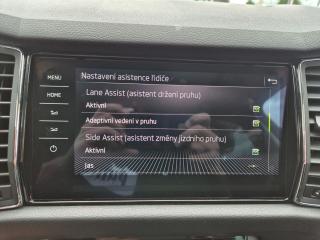 MENU
Nastavení asistence řidiče
HOME
Lane Assist (asistent držení pruhu)
Aktivní
Adaptivní vedení v pruhu
Side Assist (asistent změny jízdního pruhu)
Aktivní
Jas